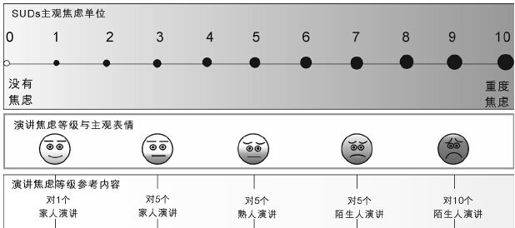 SUDs主观焦虑单位
0 1 2 3 4 5 6 7 8 9 10
没有 重度
焦虑 焦虑
演讲焦虑等级与主观表情
演讲焦虑等级参考内容
对1个 对5个 对5个 对5个 对10个
家人演讲 家人演讲 熟人演讲 陌生人演讲 陌生人演讲